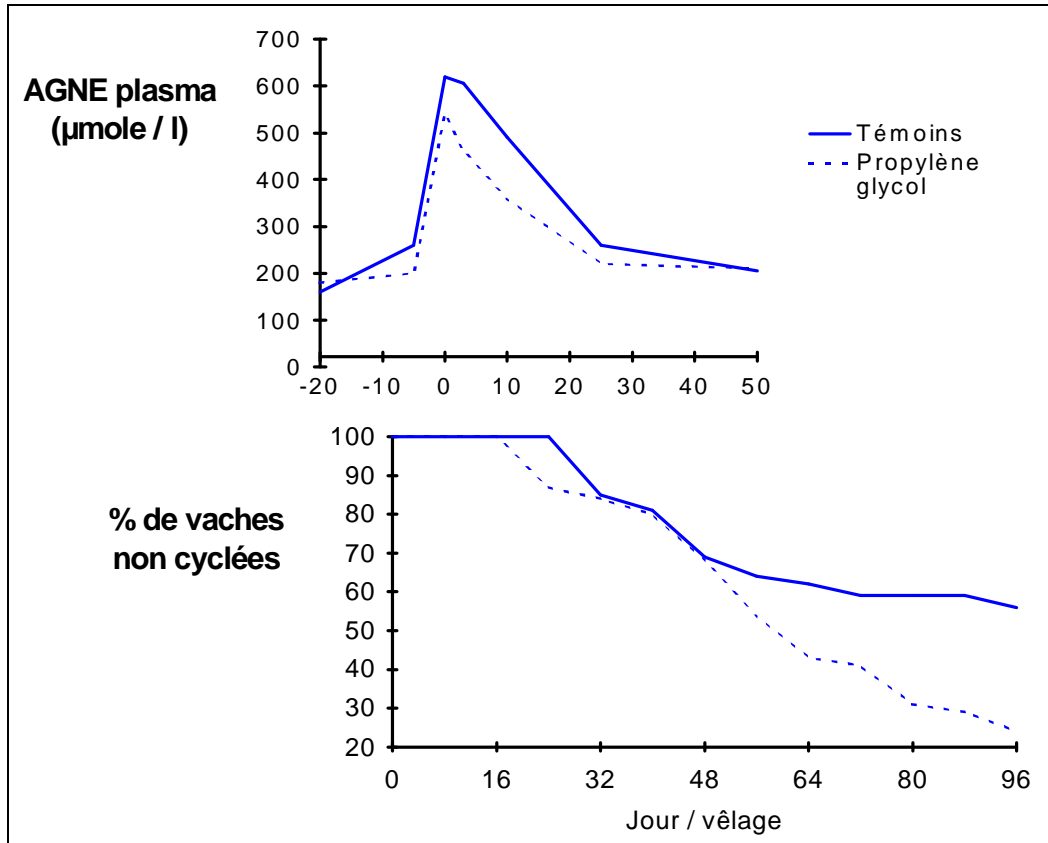 AGNE plasma
(µmole / l)
700
600
500
400
300
200
100
0
-20 -10 0 10 20 30 40 50
Témoins
Propylène
glycol
% de vaches
non cyclées
100
90
80
70
60
50
40
30
20
0 16 32 48 64 80 96
Jour / vêlage